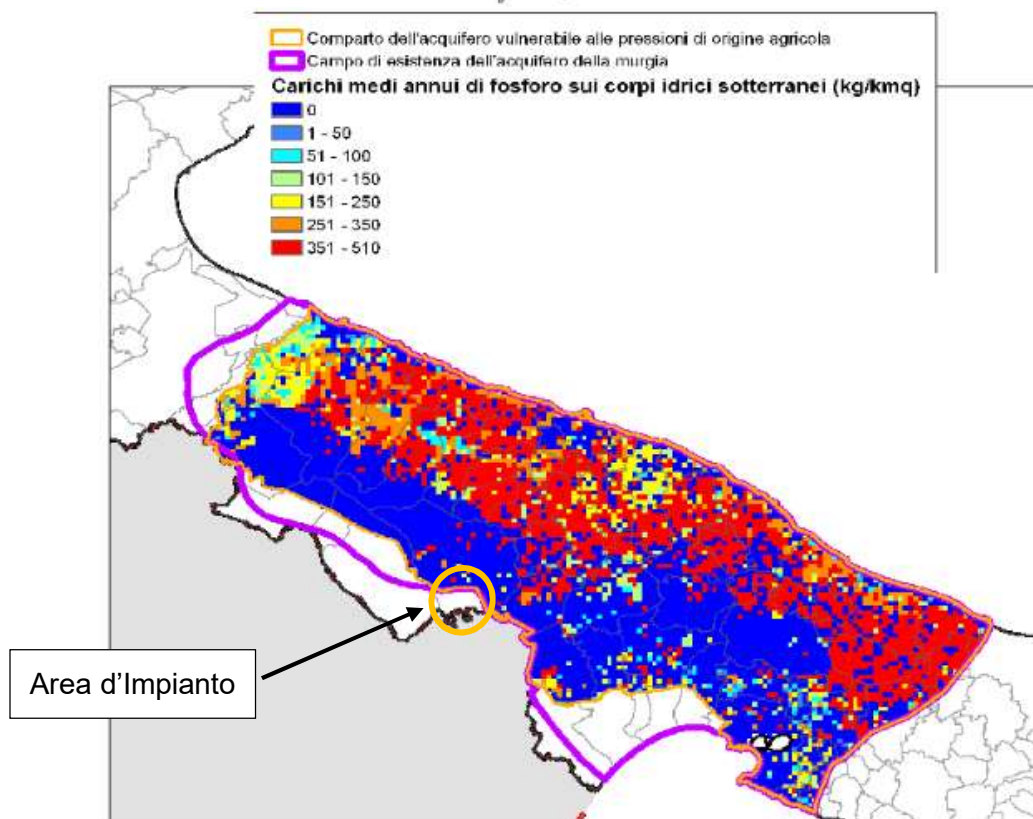 Comparto dell'acquifero vulnerabile alle pressioni di origine agricola
Campo di esistenza dell'acquifero della murgia
Carichi medi annui di fosforo sui corpi idrici sotterranei (kg/kmq)
0
1 - 50
51 - 100
101 - 150
151 - 250
251 - 350
351 - 510
Area d'Impianto